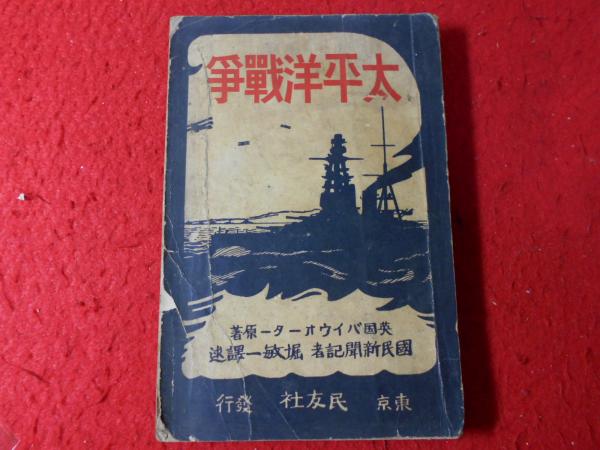 太平洋戰爭
英国バイウオーター原著
國民新聞記者 堀敏一譯述
東京 民友社 發行